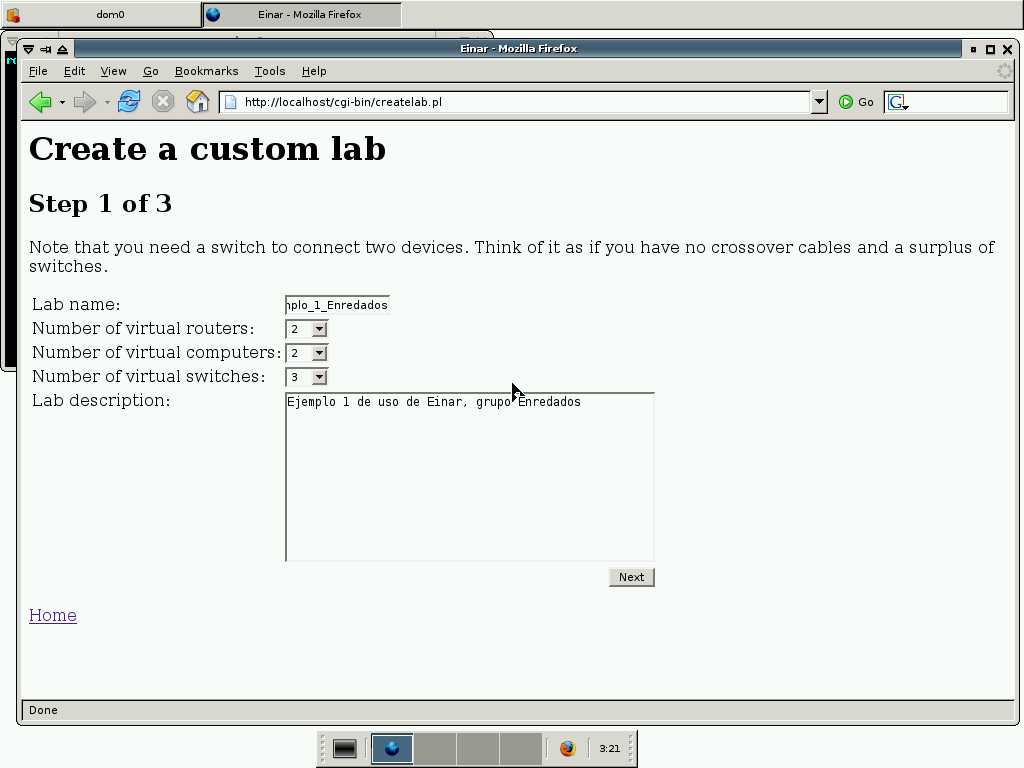 dom0
Einar - Mozilla Firefox
Einar - Mozilla Firefox
File Edit View Go Bookmarks Tools Help
http://localhost/cgi-bin/createlab.pl
Go
G
Create a custom lab
Step 1 of 3
Note that you need a switch to connect two devices. Think of it as if you have no crossover cables and a surplus of
switches.
Lab name: nplo_1_Enredados
Number of virtual routers: 2
Number of virtual computers: 2
Number of virtual switches: 3
Lab description:
Ejemplo 1 de uso de Einar, grupo Enredados
Next
Home
Done
3:21